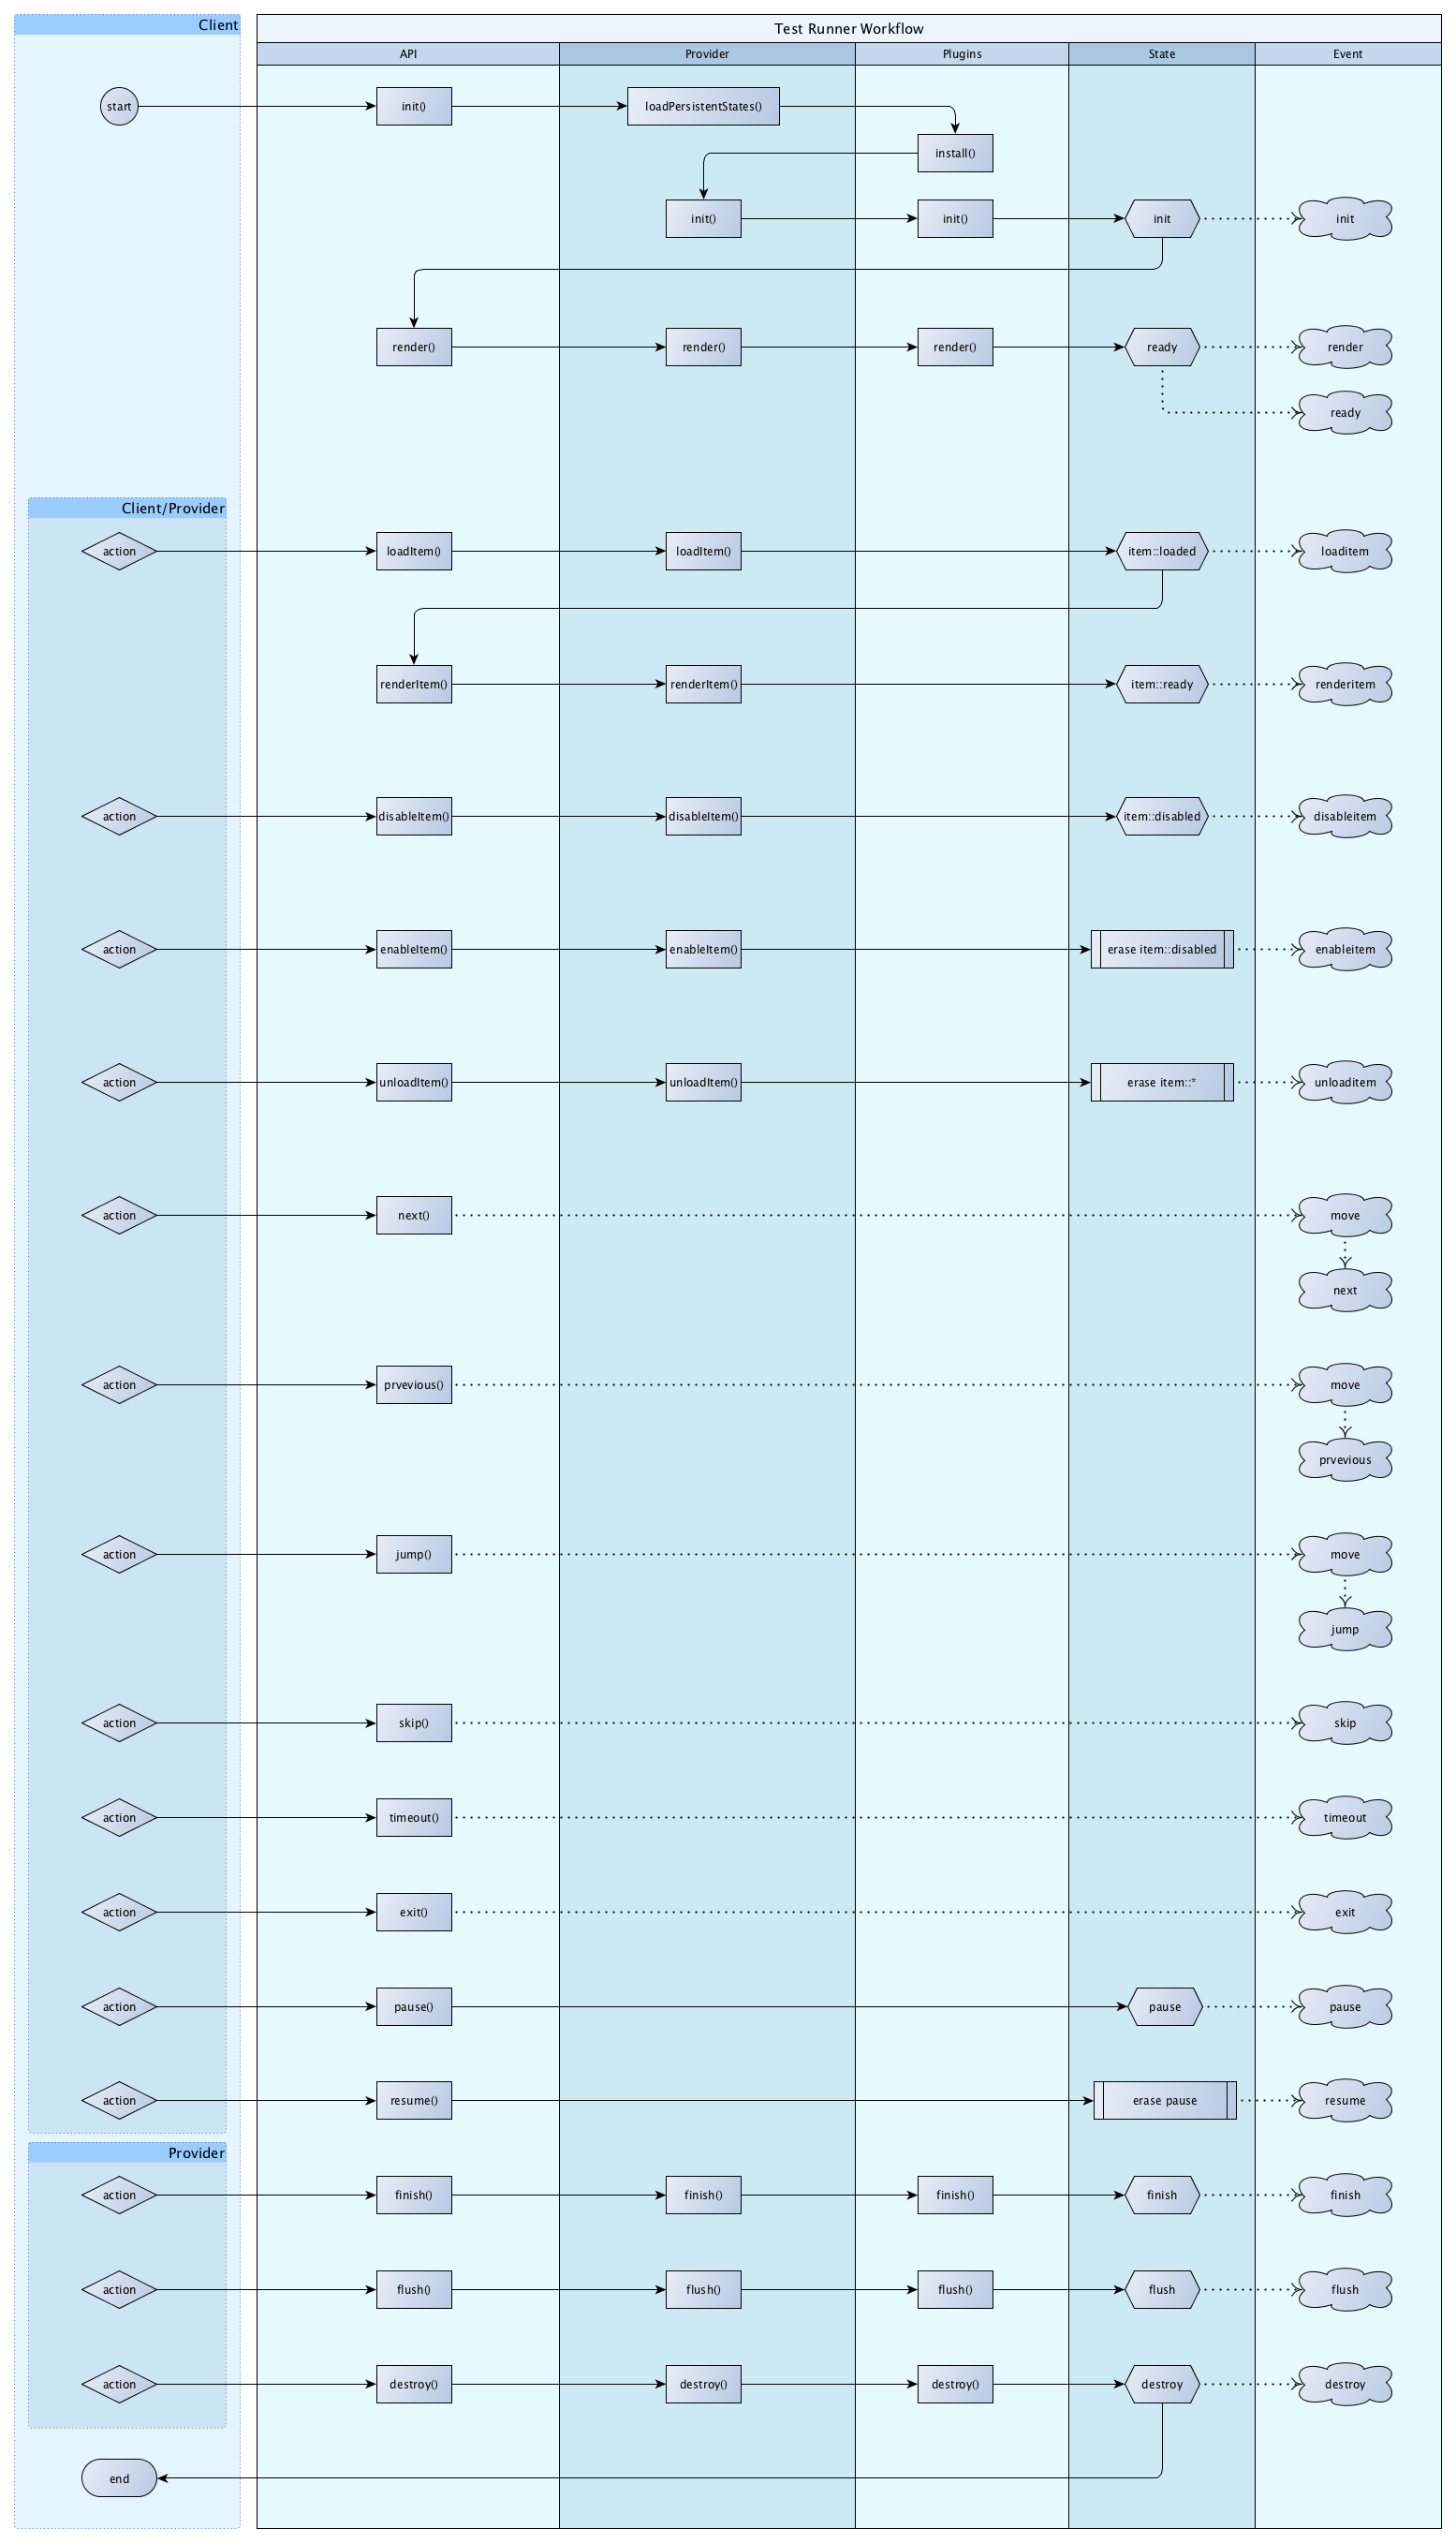 Client
Test Runner Workflow
API Provider Plugins State Event
start init() loadPersistentStates()
install()
init() init() init init
render() render() render() ready render
ready
Client/Provider
action loadItem() loadItem() item::loaded loaditem
renderItem() renderItem() item::ready renderitem
action disableItem() disableItem() item::disabled disableitem
action enableItem() enableItem() erase item::disabled enableitem
action unloadItem() unloadItem() erase item::* unloaditem
action next() move
next
action prvevious() move
prvevious
action jump() move
jump
action skip() skip
action timeout() timeout
action exit() exit
action pause() pause pause
action resume() erase pause resume
Provider
action finish() finish() finish() finish finish
action flush() flush() flush() flush flush
action destroy() destroy() destroy() destroy destroy
end